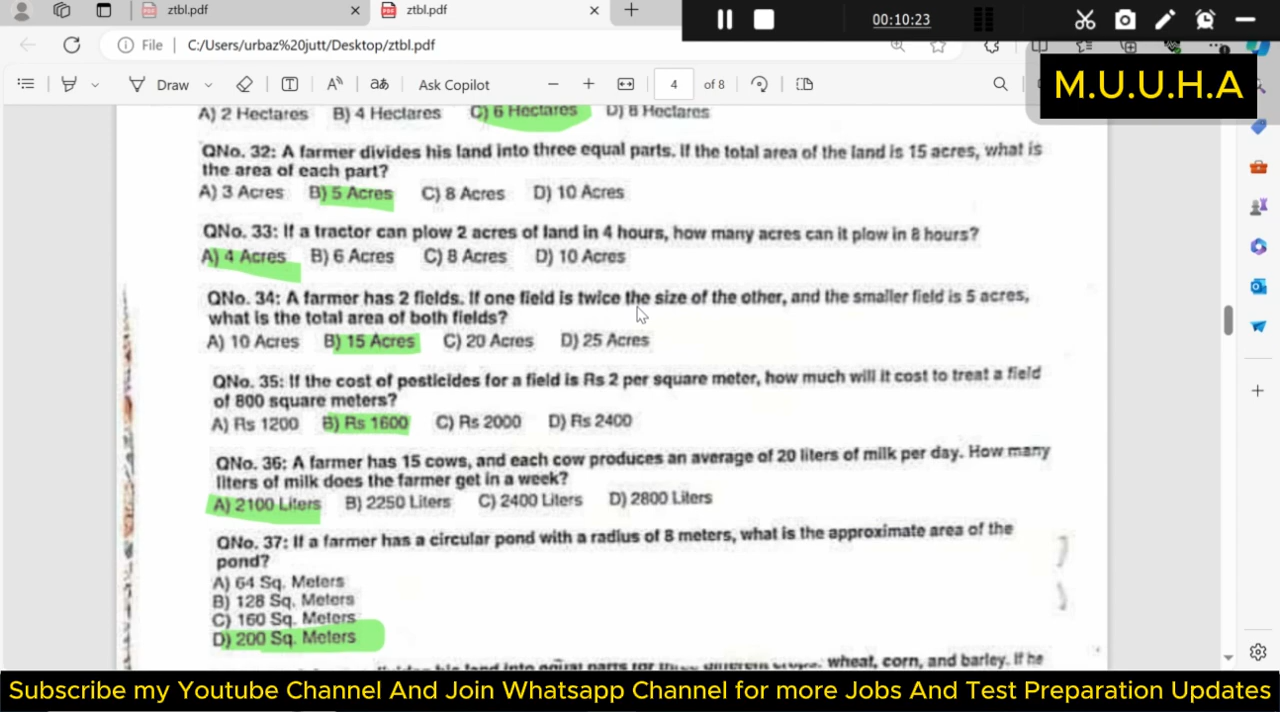 ztbl.pdf
ztbl.pdf
00:10:23
File
C:/Users/urbaz%20jutt/Desktop/ztbl.pdf
Draw
aあ
Ask Copilot
4
of 8
M.U.U.H.A
A) 2 Hectares B) 4 Hectares C) 6 Hectares D) 8 Hectares
QNo. 32: A farmer divides his land into three equal parts. If the total area of the land is 15 acres, what is
the area of each part?
A) 3 Acres B) 5 Acres C) 8 Acres D) 10 Acres
QNo. 33: If a tractor can plow 2 acres of land in 4 hours, how many acres can it plow in 8 hours?
A) 4 Acres B) 6 Acres C) 8 Acres D) 10 Acres
QNo. 34: A farmer has 2 fields. If one field is twice the size of the other, and the smaller field is 5 acres,
what is the total area of both fields?
A) 10 Acres B) 15 Acres C) 20 Acres D) 25 Acres
QNo. 35: If the cost of pesticides for a field is Rs 2 per square meter, how much will it cost to treat a field
of 800 square meters?
A) Rs 1200 B) Rs 1600 C) Rs 2000 D) Rs 2400
QNo. 36: A farmer has 15 cows, and each cow produces an average of 20 liters of milk per day. How many
liters of milk does the farmer get in a week?
A) 2100 Liters B) 2250 Liters C) 2400 Liters D) 2800 Liters
QNo. 37: If a farmer has a circular pond with a radius of 8 meters, what is the approximate area of the
pond?
A) 64 Sq. Meters
B) 128 Sq. Meters
C) 160 Sq. Meters
D) 200 Sq. Meters
his land into equal parts for wheat, corn, and barley. If he
Subscribe my Youtube Channel And Join Whatsapp Channel for more Jobs And Test Preparation Updates